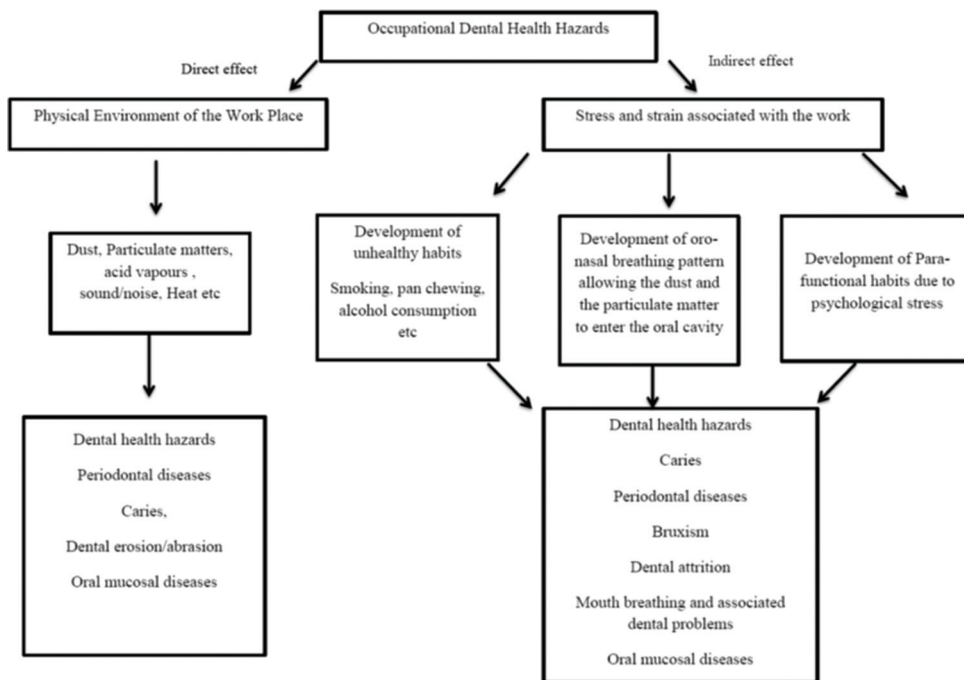 Occupational Dental Health Hazards
Direct effect
Indirect effect
Physical Environment of the Work Place
Stress and strain associated with the work
Dust, Particulate matters,
acid vapours ,
sound/noise, Heat etc
Development of
unhealthy habits
Smoking, pan chewing,
alcohol consumption
etc
Development of oro-
nasal breathing pattern
allowing the dust and
the particulate matter
to enter the oral cavity
Development of Para-
functional habits due to
psychological stress
Dental health hazards
Periodontal diseases
Caries,
Dental erosion/abrasion
Oral mucosal diseases
Dental health hazards
Caries
Periodontal diseases
Bruxism
Dental attrition
Mouth breathing and associated
dental problems
Oral mucosal diseases